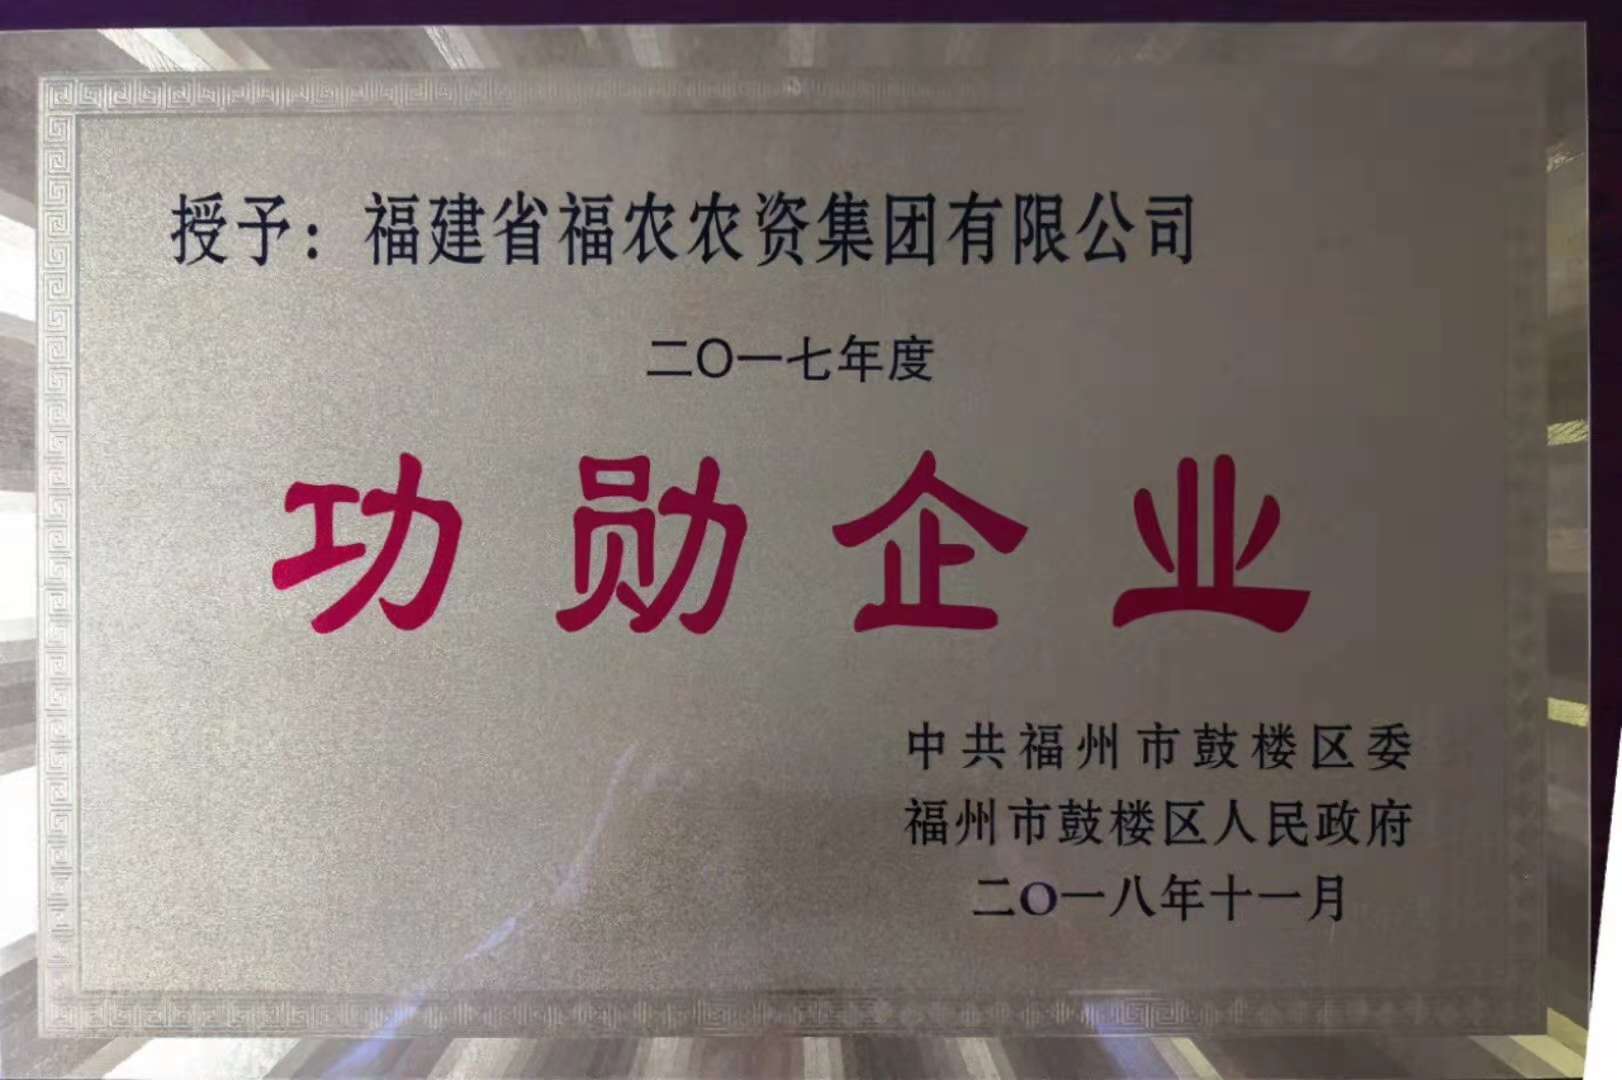 授予：福建省福农农资集团有限公司
二〇一七年度
功勋企业
中共福州市鼓楼区委
福州市鼓楼区人民政府
二〇一八年十一月